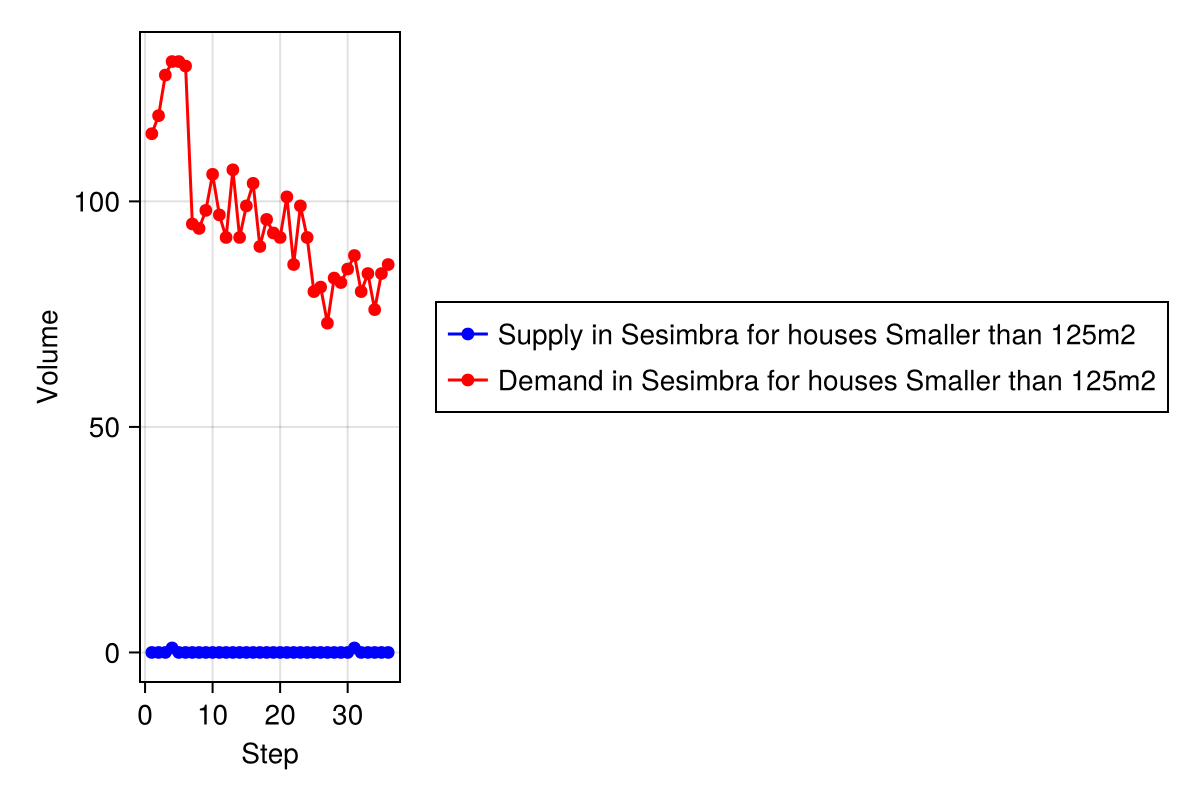 Volume
100
50
0
0 10 20 30
Step
Supply in Sesimbra for houses Smaller than 125m2
Demand in Sesimbra for houses Smaller than 125m2